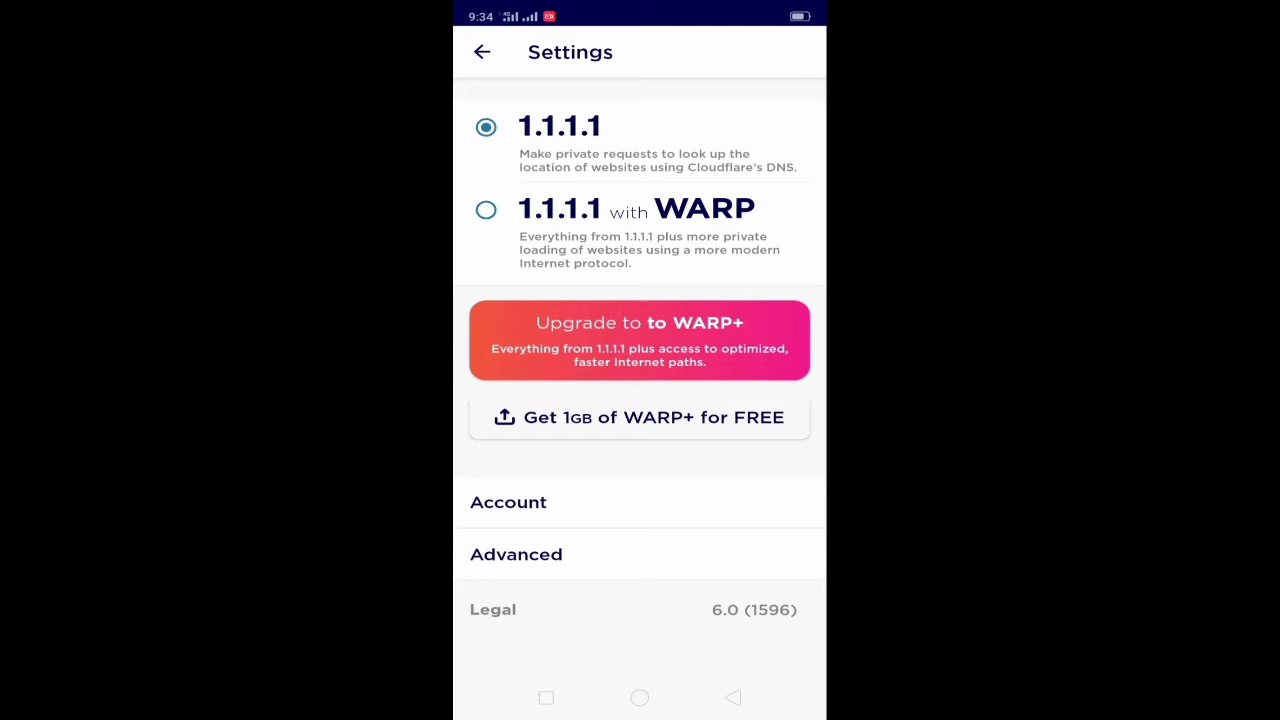 9:34
Settings
1.1.1.1
Make private requests to look up the
location of websites using Cloudflare's DNS.
1.1.1.1 with WARP
Everything from 1.1.1.1 plus more private
loading of websites using a more modern
Internet protocol.
Upgrade to to WARP+
Everything from 1.1.1.1 plus access to optimized,
faster Internet paths.
Get 1GB of WARP+ for FREE
Account
Advanced
Legal 6.0 (1596)